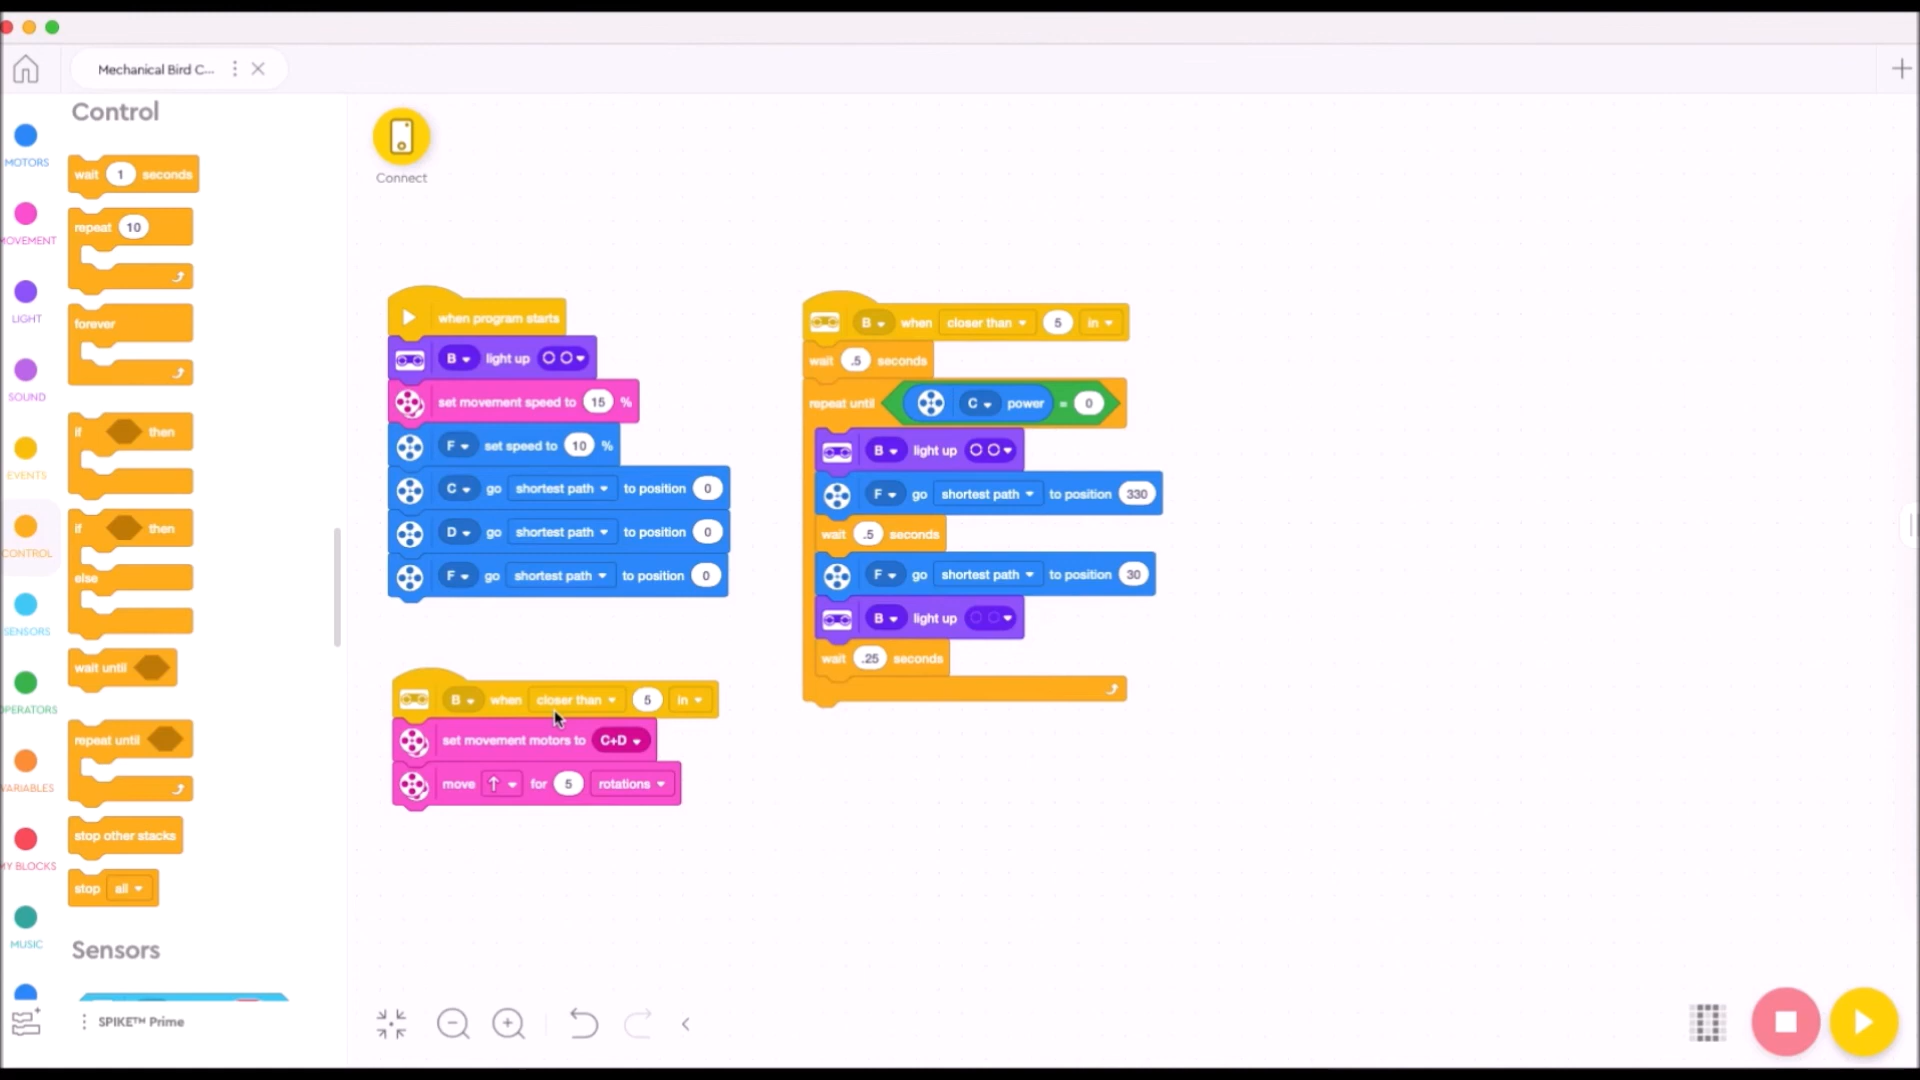 Mechanical Bird C...
Control
MOTORS
MOVEMENT
LIGHT
SOUND
EVENTS
CONTROL
SENSORS
OPERATORS
VARIABLES
MY BLOCKS
MUSIC
wait 1 seconds
repeat 10
forever
if then
if then
else
wait until
repeat until
stop other stacks
stop all
Sensors
SPIKE™ Prime
Connect
when program starts
B light up
set movement speed to 15 %
F set speed to 10 %
C go shortest path to position 0
D go shortest path to position 0
F go shortest path to position 0
B when closer than 5 in
set movement motors to C+D
move ↑ for 5 rotations
B when closer than 5 in
wait .5 seconds
repeat until C power = 0
B light up
F go shortest path to position 330
wait .5 seconds
F go shortest path to position 30
B light up
wait .25 seconds